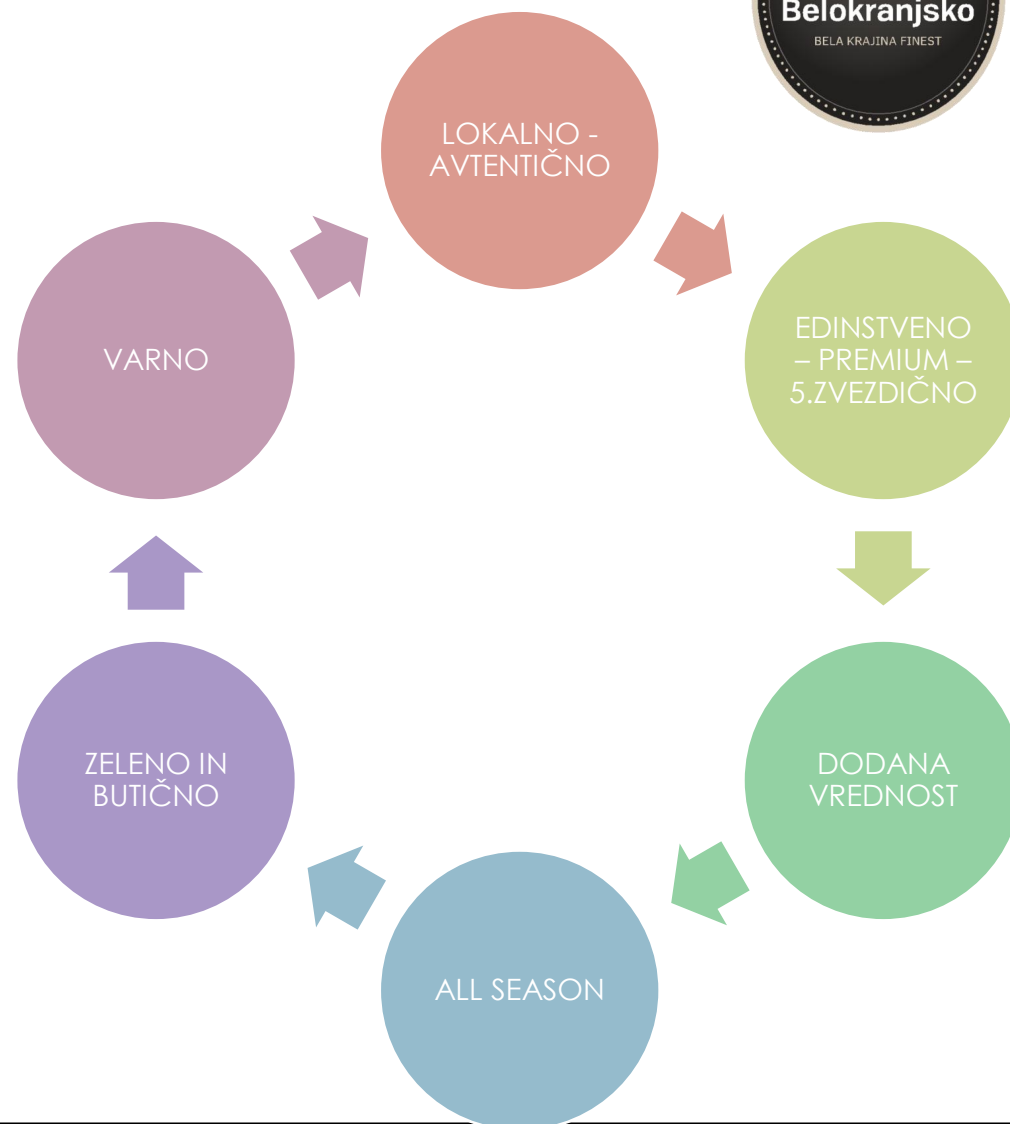 Belokranjsko
BELA KRAJINA FINEST
LOKALNO -
AVTENTIČNO
EDINSTVENO
– PREMIUM –
5.ZVEZDIČNO
DODANA
VREDNOST
ALL SEASON
ZELENO IN
BUTIČNO
VARNO